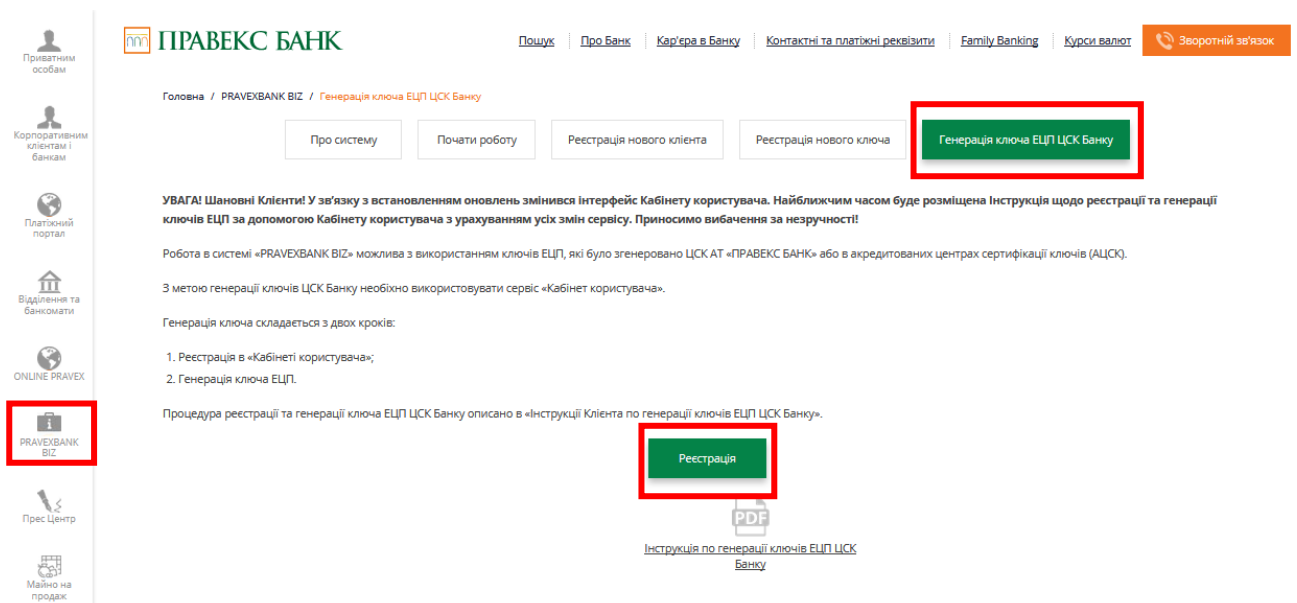 ПРАВЕКС БАНК
Пошук
Про Банк
Кар'єра в Банку
Контактні та платіжні реквізити
Family Banking
Курси валют
Зворотній зв'язок
Приватним
особам
Корпоративним
клієнтам і
банкам
Платіжний
портал
Відділення та
банкомати
ONLINE PRAVEX
PRAVEXBANK
BIZ
Прес Центр
Майно на
продаж
Головна / PRAVEXBANK BIZ / Генерація ключа ЕЦП ЦСК Банку
Про систему
Почати роботу
Реєстрація нового клієнта
Реєстрація нового ключа
Генерація ключа ЕЦП ЦСК Банку
УВАГА! Шановні Клієнти! У зв'язку з встановленням оновлень змінився інтерфейс Кабінету користувача. Найближчим часом буде розміщена Інструкція щодо реєстрації та генерації
ключів ЕЦП за допомогою Кабінету користувача з урахуванням усіх змін сервісу. Приносимо вибачення за незручності!
Робота в системі «PRAVEXBANK BIZ» можлива з використанням ключів ЕЦП, які було згенеровано ЦСК АТ «ПРАВЕКС БАНК» або в акредитованих центрах сертифікації ключів (АЦСК).
З метою генерації ключів ЦСК Банку необхідно використовувати сервіс «Кабінет користувача».
Генерація ключа складається з двох кроків:
1. Реєстрація в «Кабінеті користувача»;
2. Генерація ключа ЕЦП.
Процедура реєстрації та генерації ключа ЕЦП ЦСК Банку описано в «Інструкції Клієнта по генерації ключів ЕЦП ЦСК Банку».
Реєстрація
PDF
Інструкція по генерації ключів ЕЦП ЦСК
Банку